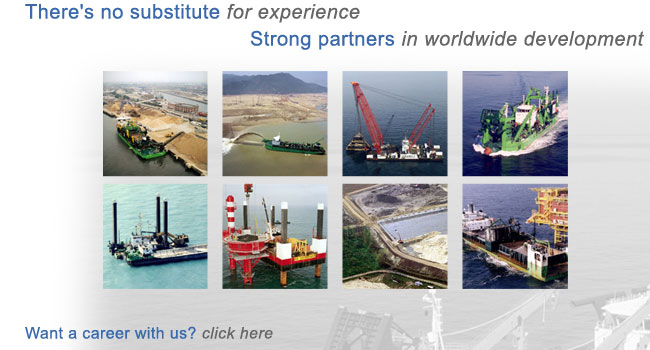 There's no substitute for experience
Strong partners in worldwide development
Want a career with us? click here